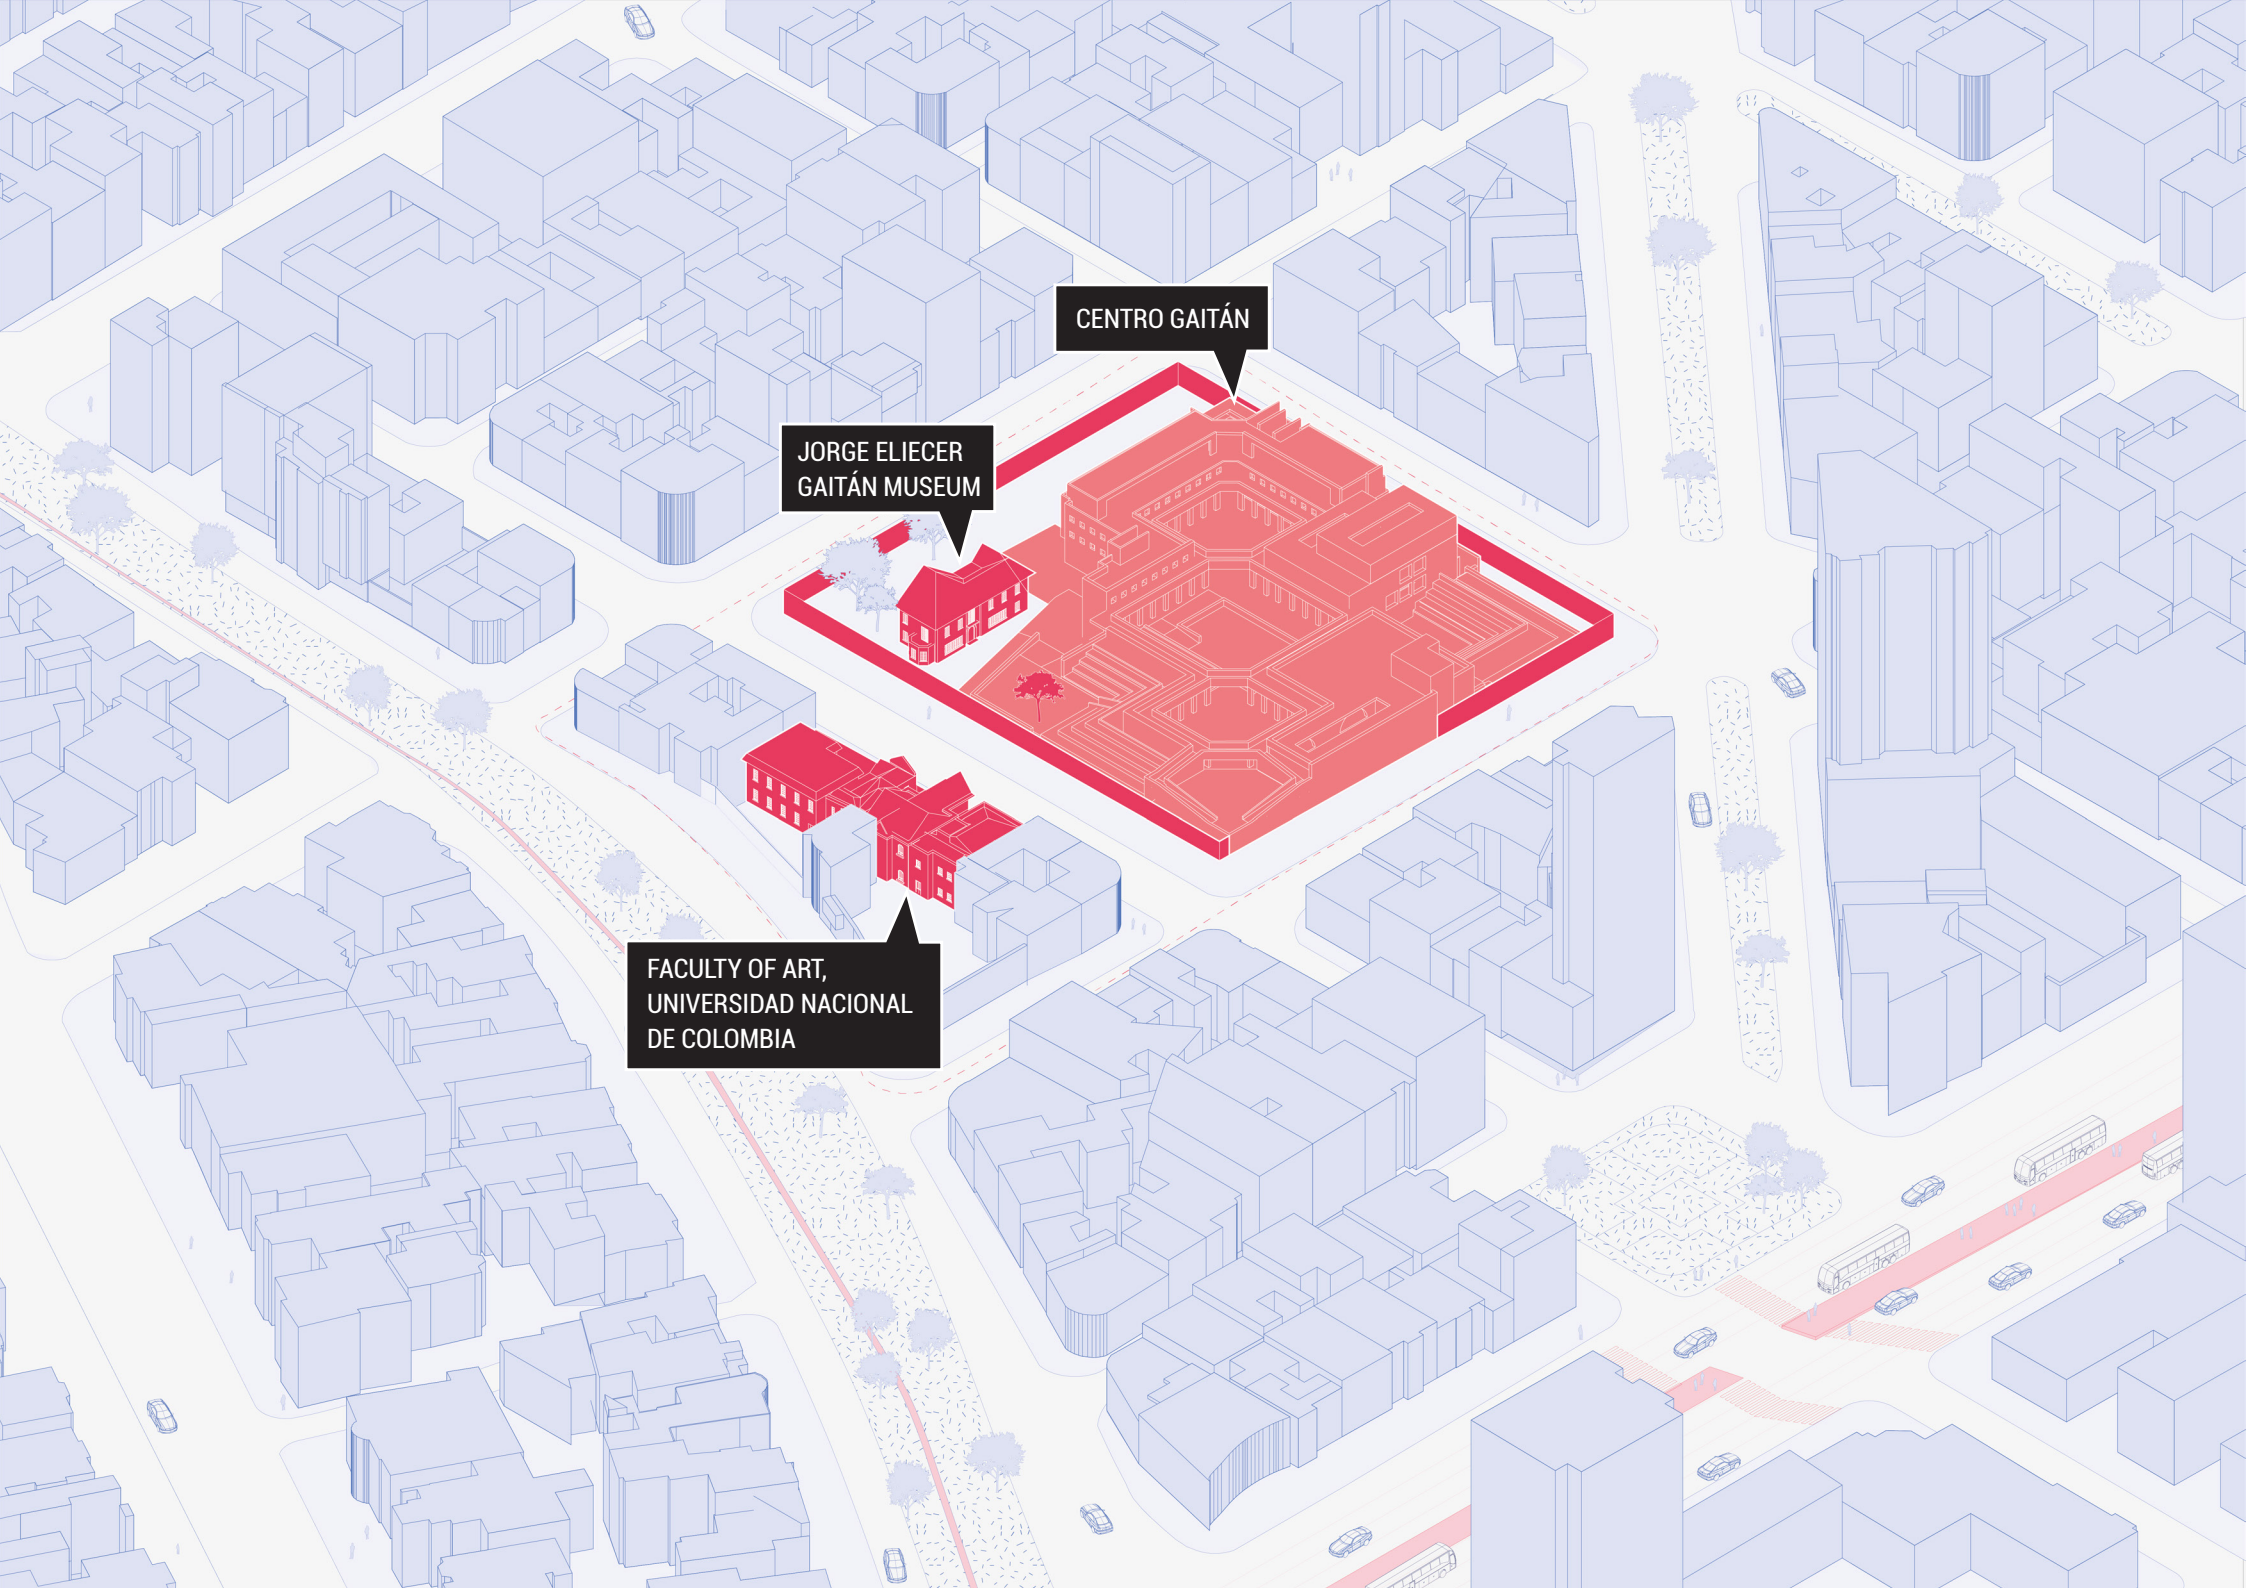 CENTRO GAITÁN
JORGE ELIECER
GAITÁN MUSEUM
FACULTY OF ART,
UNIVERSIDAD NACIONAL
DE COLOMBIA